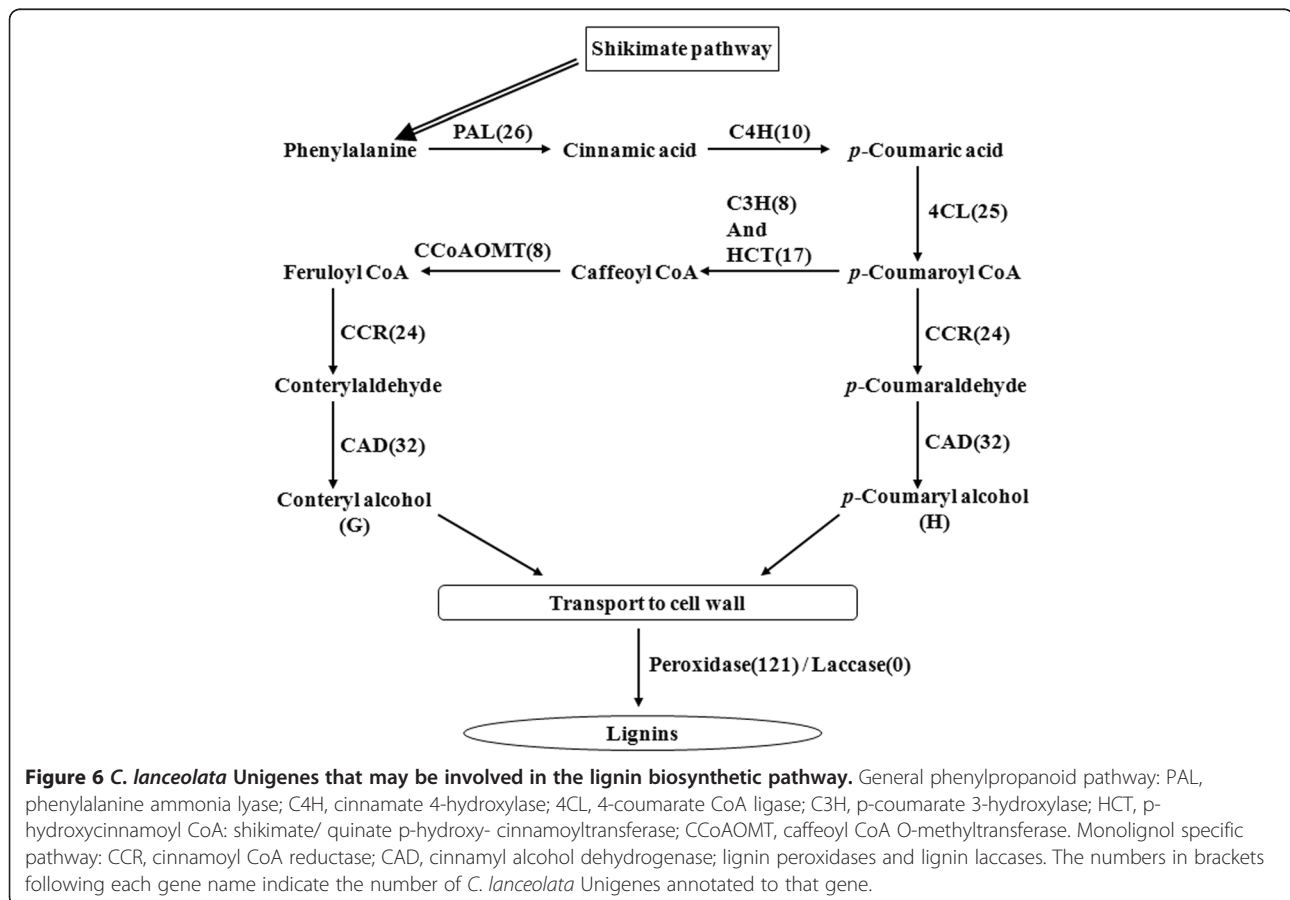 Shikimate pathway
PAL(26)
C4H(10)
Phenylalanine
Cinnamic acid
p-Coumaric acid
C3H(8)
And
HCT(17)
4CL(25)
CCoAOMT(8)
Feruloyl CoA
Caffeoyl CoA
p-Coumaroyl CoA
CCR(24)
CCR(24)
Conterylaldehyde
p-Coumaraldehyde
CAD(32)
CAD(32)
Conteryl alcohol
(G)
p-Coumaryl alcohol
(H)
Transport to cell wall
Peroxidase(121) / Laccase(0)
Lignins
Figure 6 C. lanceolata Unigenes that may be involved in the lignin biosynthetic pathway. General phenylpropanoid pathway: PAL,
phenylalanine ammonia lyase; C4H, cinnamate 4-hydroxylase; 4CL, 4-coumarate CoA ligase; C3H, p-coumarate 3-hydroxylase; HCT, p-
hydroxycinnamoyl CoA: shikimate/ quinate p-hydroxy- cinnamoyltransferase; CCoAOMT, caffeoyl CoA O-methyltransferase. Monolignol specific
pathway: CCR, cinnamoyl CoA reductase; CAD, cinnamyl alcohol dehydrogenase; lignin peroxidases and lignin laccases. The numbers in brackets
following each gene name indicate the number of C. lanceolata Unigenes annotated to that gene.